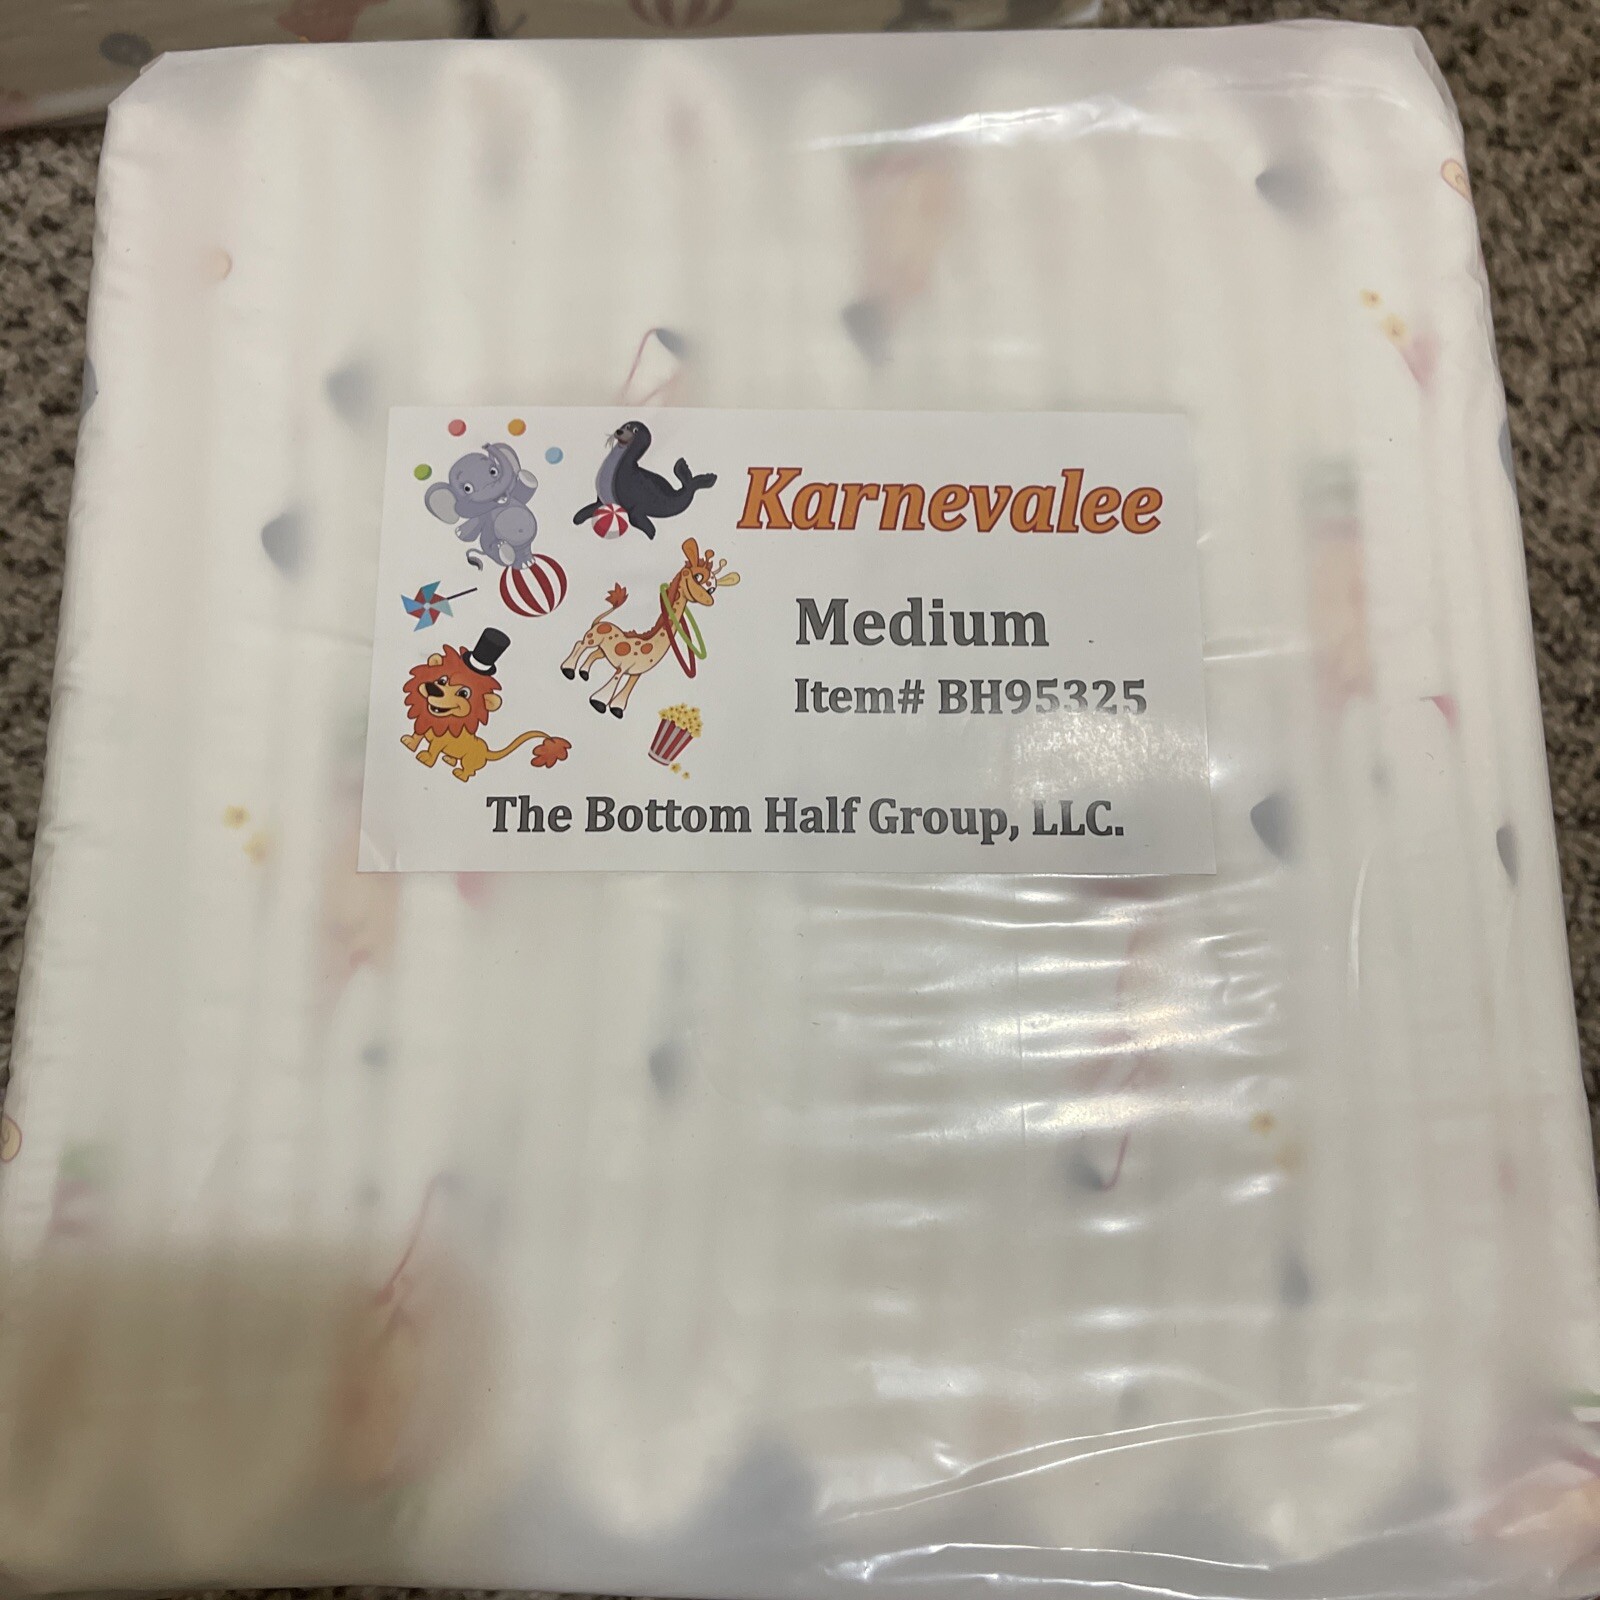 Karnevalee
Medium
Item# BH95325
The Bottom Half Group, LLC.